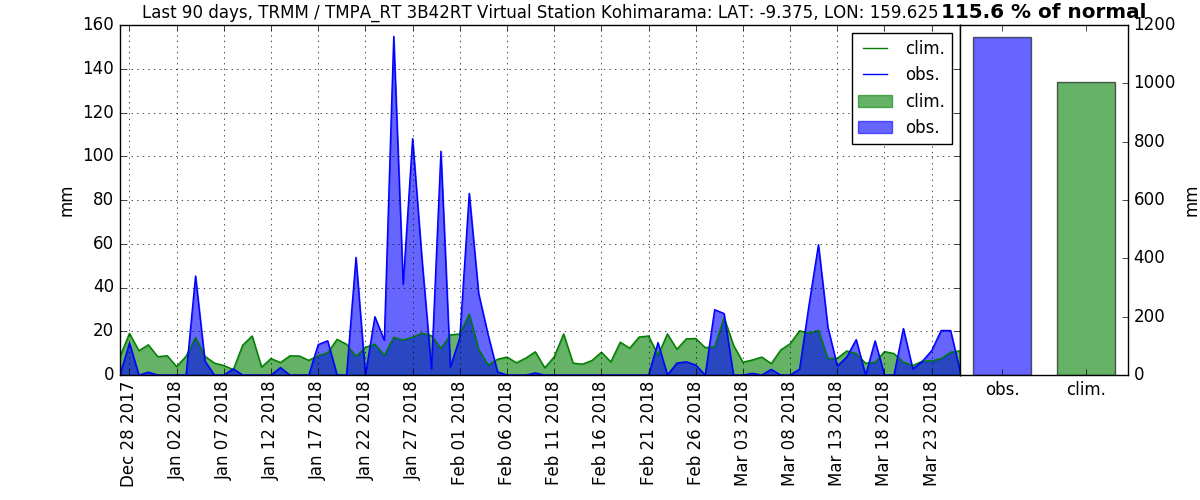 Last 90 days, TRMM / TMPA_RT 3B42RT Virtual Station Kohimarama: LAT: -9.375, LON: 159.625 115.6 % of normal
160
140
120
100
80
60
40
20
0
mm
clim.
obs.
clim.
obs.
Dec 28 2017
Jan 02 2018
Jan 07 2018
Jan 12 2018
Jan 17 2018
Jan 22 2018
Jan 27 2018
Feb 01 2018
Feb 06 2018
Feb 11 2018
Feb 16 2018
Feb 21 2018
Feb 26 2018
Mar 03 2018
Mar 08 2018
Mar 13 2018
Mar 18 2018
Mar 23 2018
1200
1000
800
600
400
200
0
mm
obs.
clim.